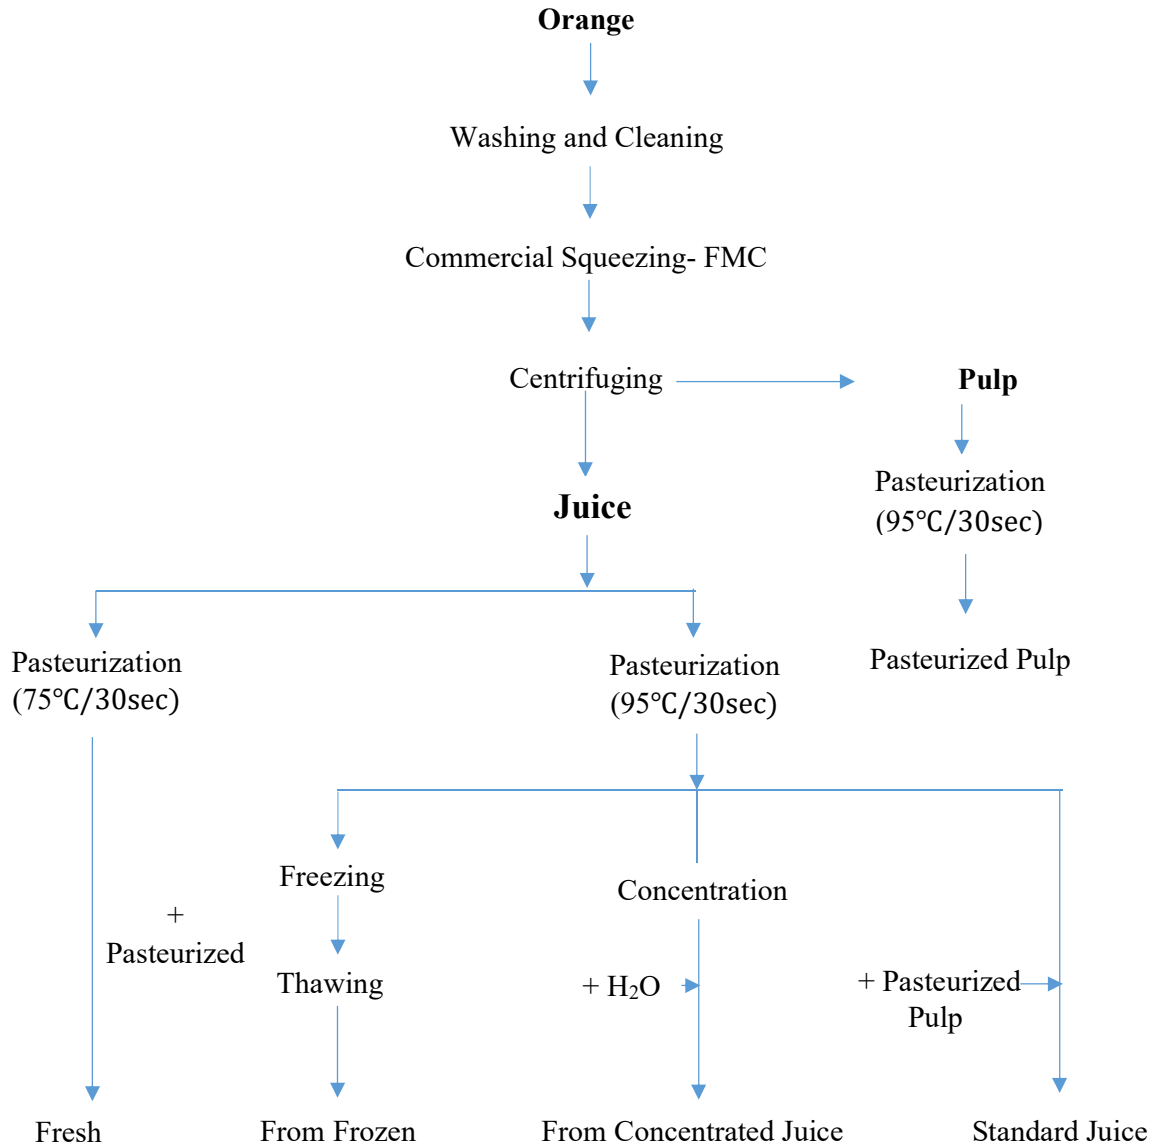 Orange
Washing and Cleaning
Commercial Squeezing- FMC
Centrifuging
Pulp
Pasteurization
(95℃/30sec)
Juice
Pasteurized Pulp
Pasteurization
(75℃/30sec)
Pasteurization
(95℃/30sec)
Freezing
Concentration
+
Pasteurized
Thawing
+ H₂O
+ Pasteurized
Pulp
Fresh
From Frozen
From Concentrated Juice
Standard Juice